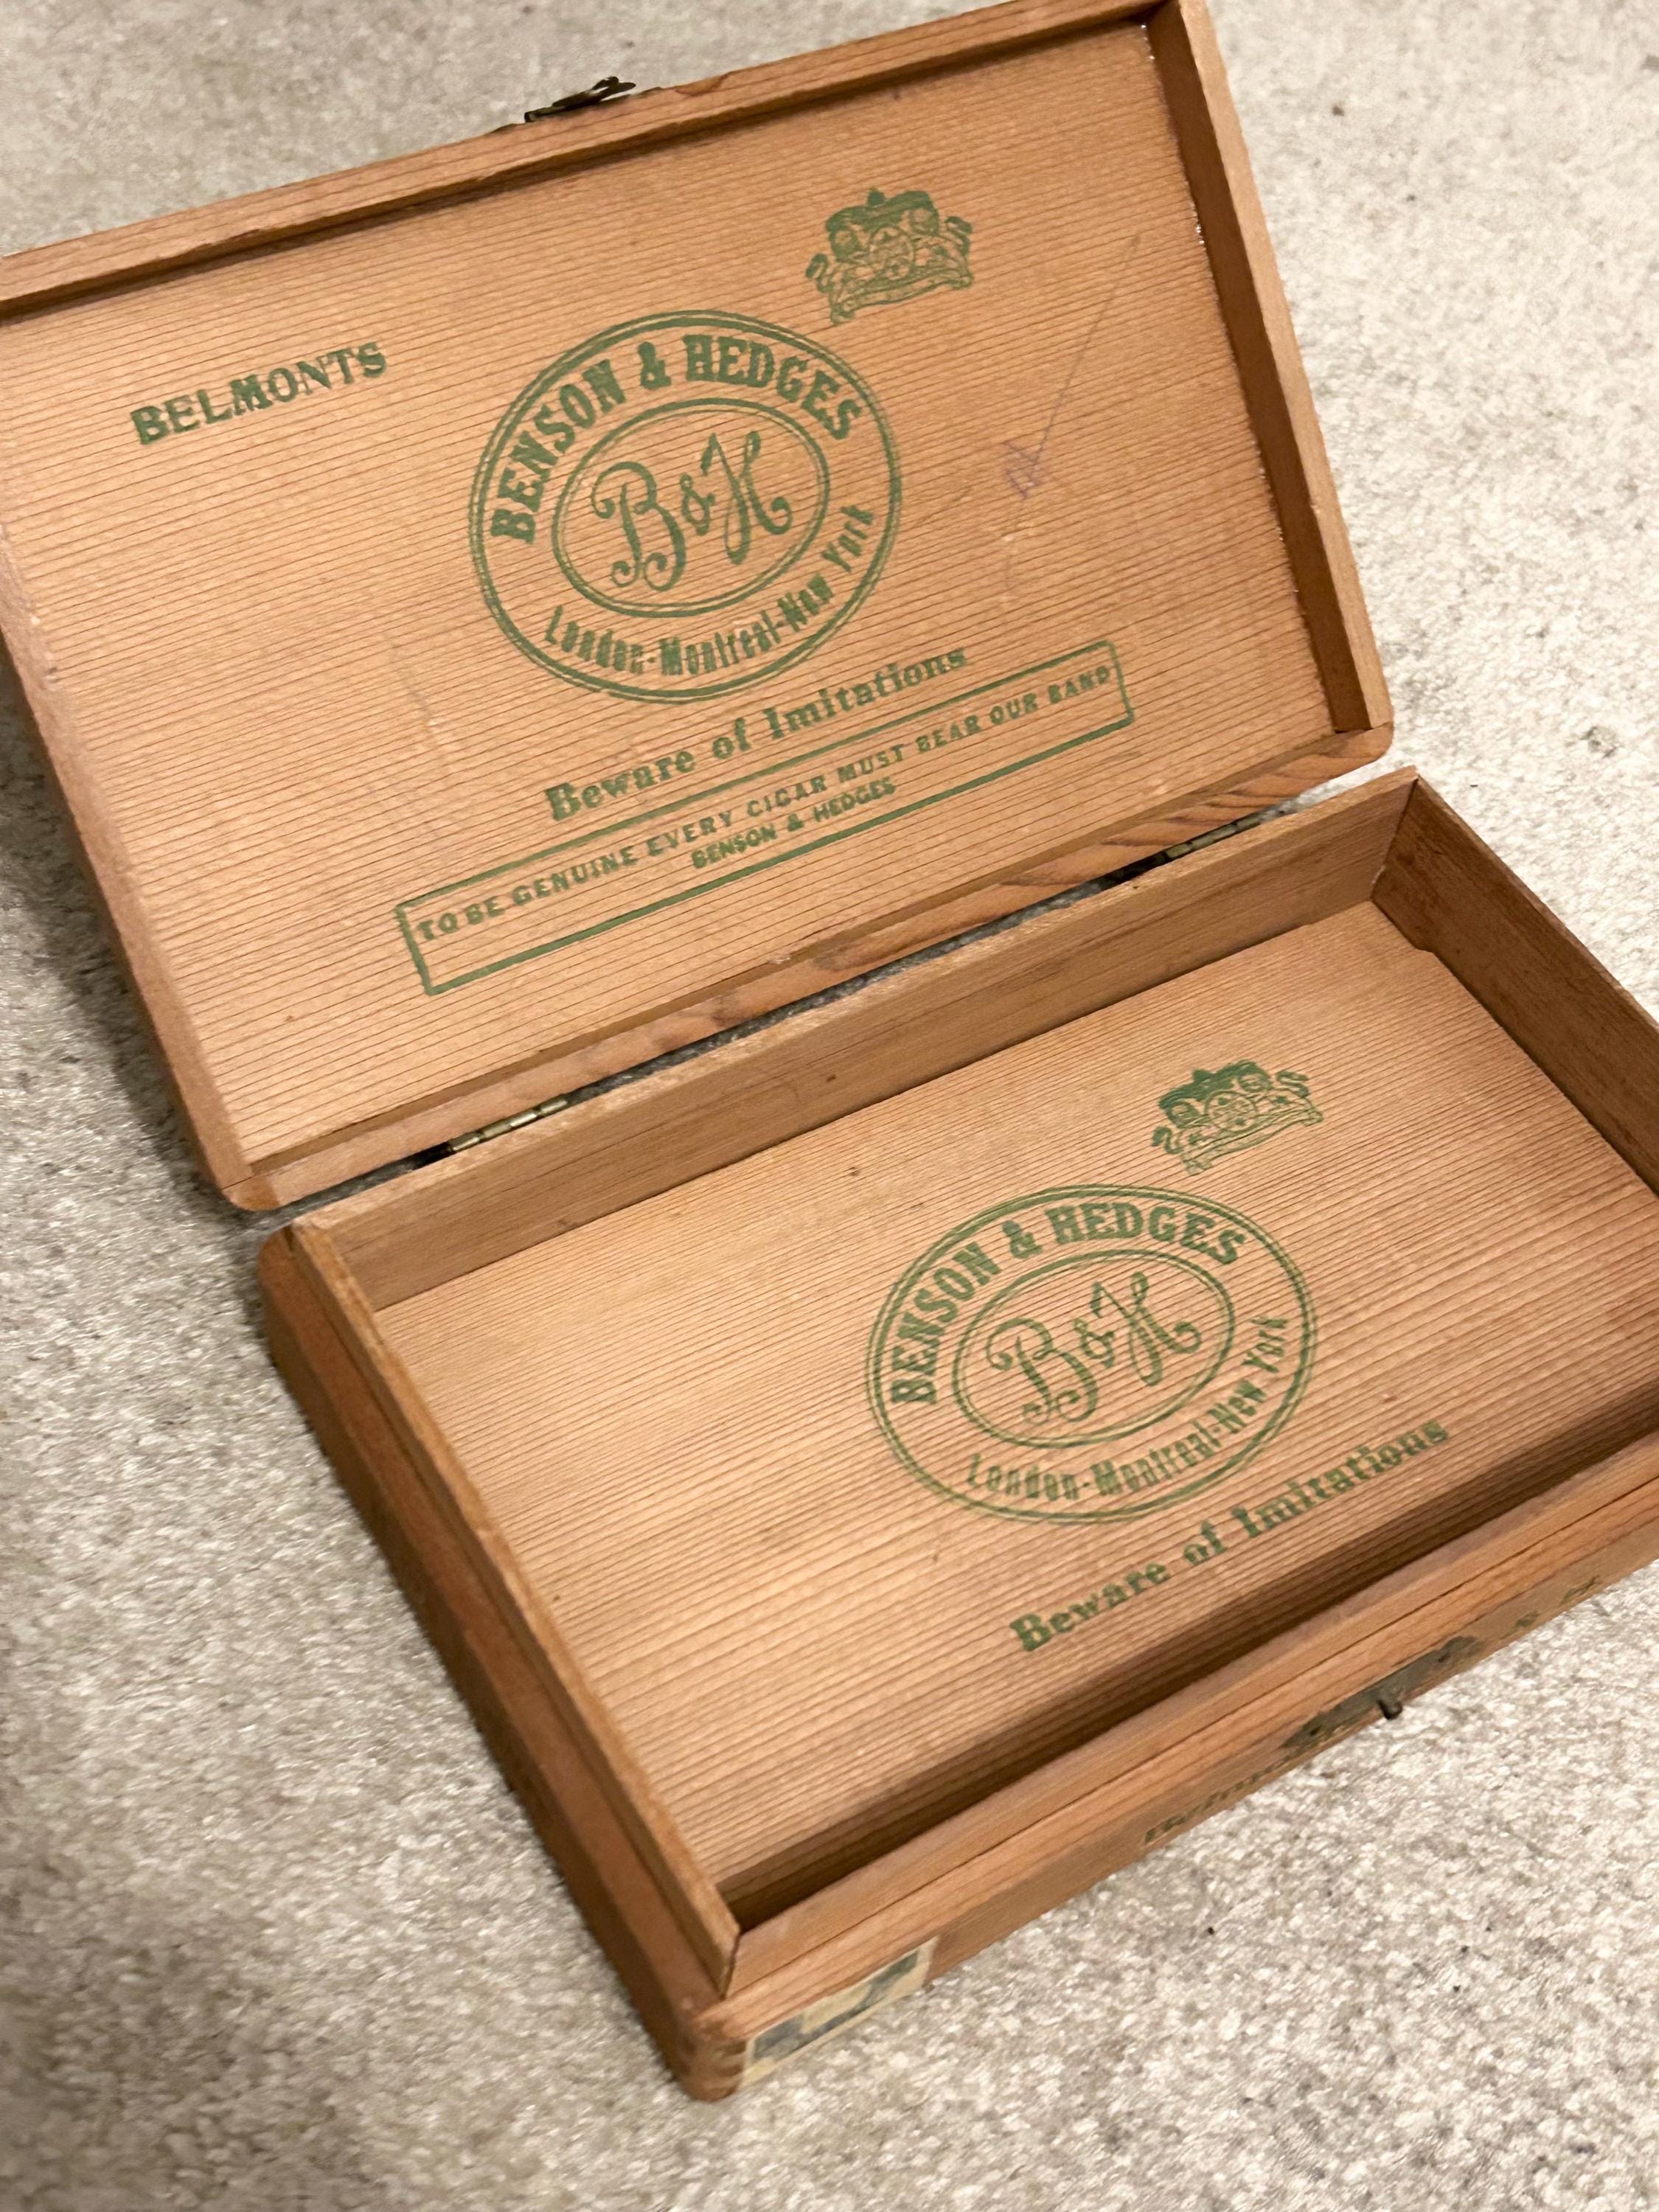 BELMONTS
BENSON & HEDGES
B&H
London-Montreal-New York
Beware of Imitations
TO BE GENUINE EVERY CIGAR MUST BEAR OUR BAND
BENSON & HEDGES
BENSON & HEDGES
B&H
London-Montreal-New York
Beware of Imitations